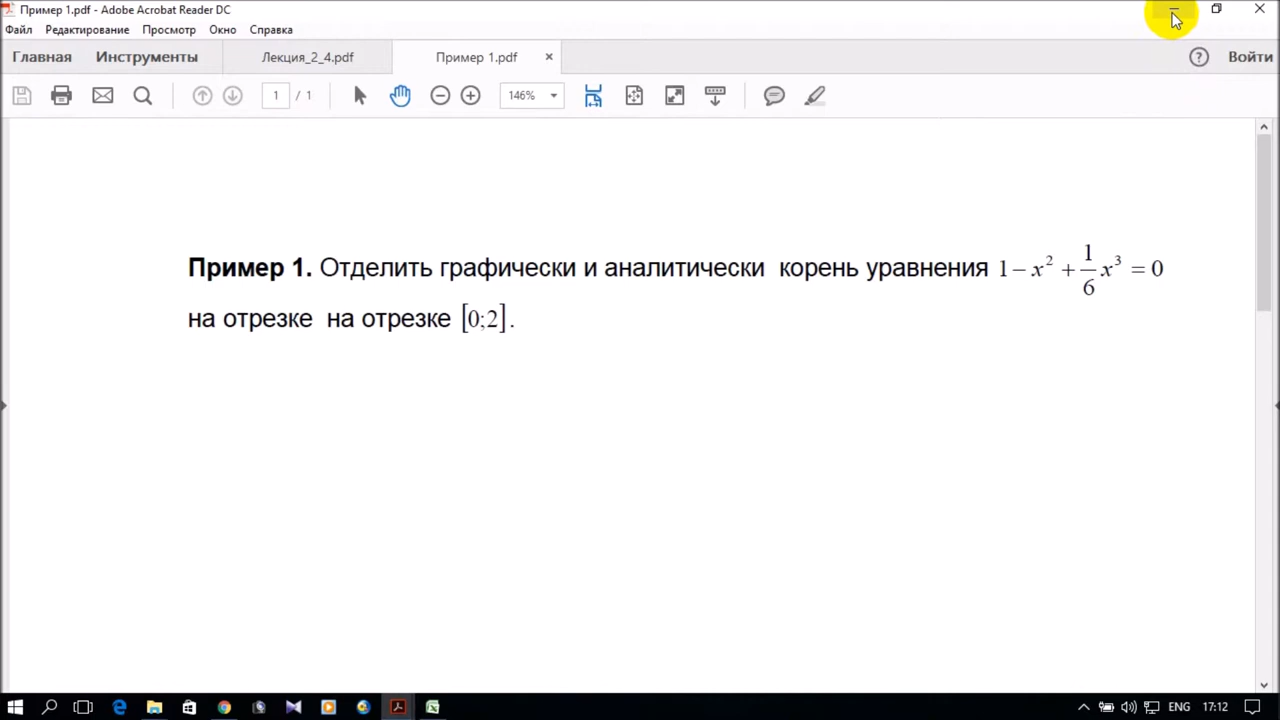 Пример 1.pdf - Adobe Acrobat Reader DC
Файл Редактирование Просмотр Окно Справка
Главная Инструменты Лекция_2_4.pdf Пример 1.pdf × ? Войти
1 / 1 146%
Пример 1. Отделить графически и аналитически корень уравнения 1 − x² + 1/6 x³ = 0
на отрезке на отрезке [0;2].
ENG 17:12